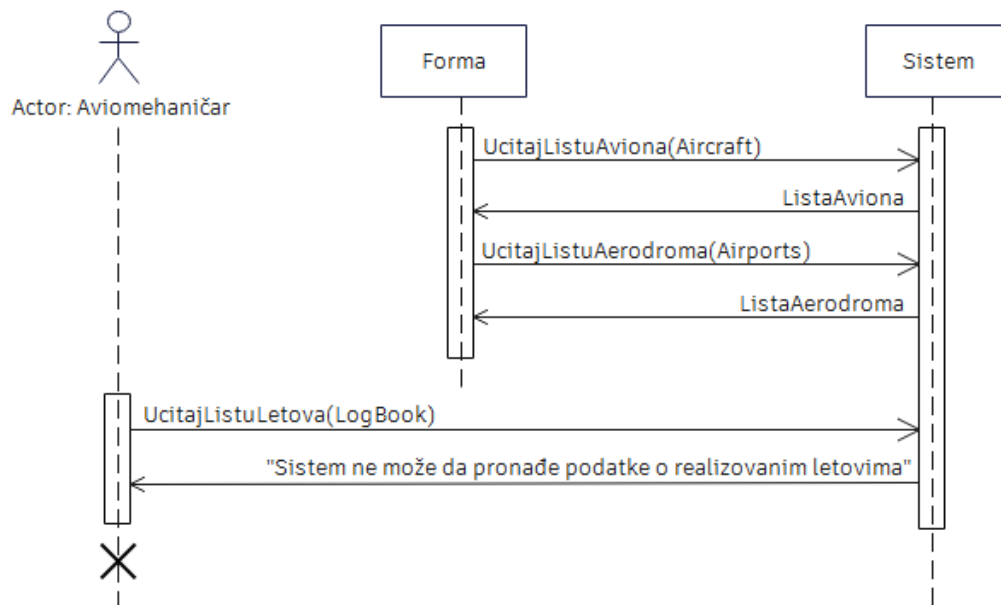 Forma
Sistem
Actor: Aviomehaničar
UcitajListuAviona(Aircraft)
ListaAviona
UcitajListuAerodroma(Airports)
ListaAerodroma
UcitajListuLetova(LogBook)
"Sistem ne može da pronađe podatke o realizovanim letovima"